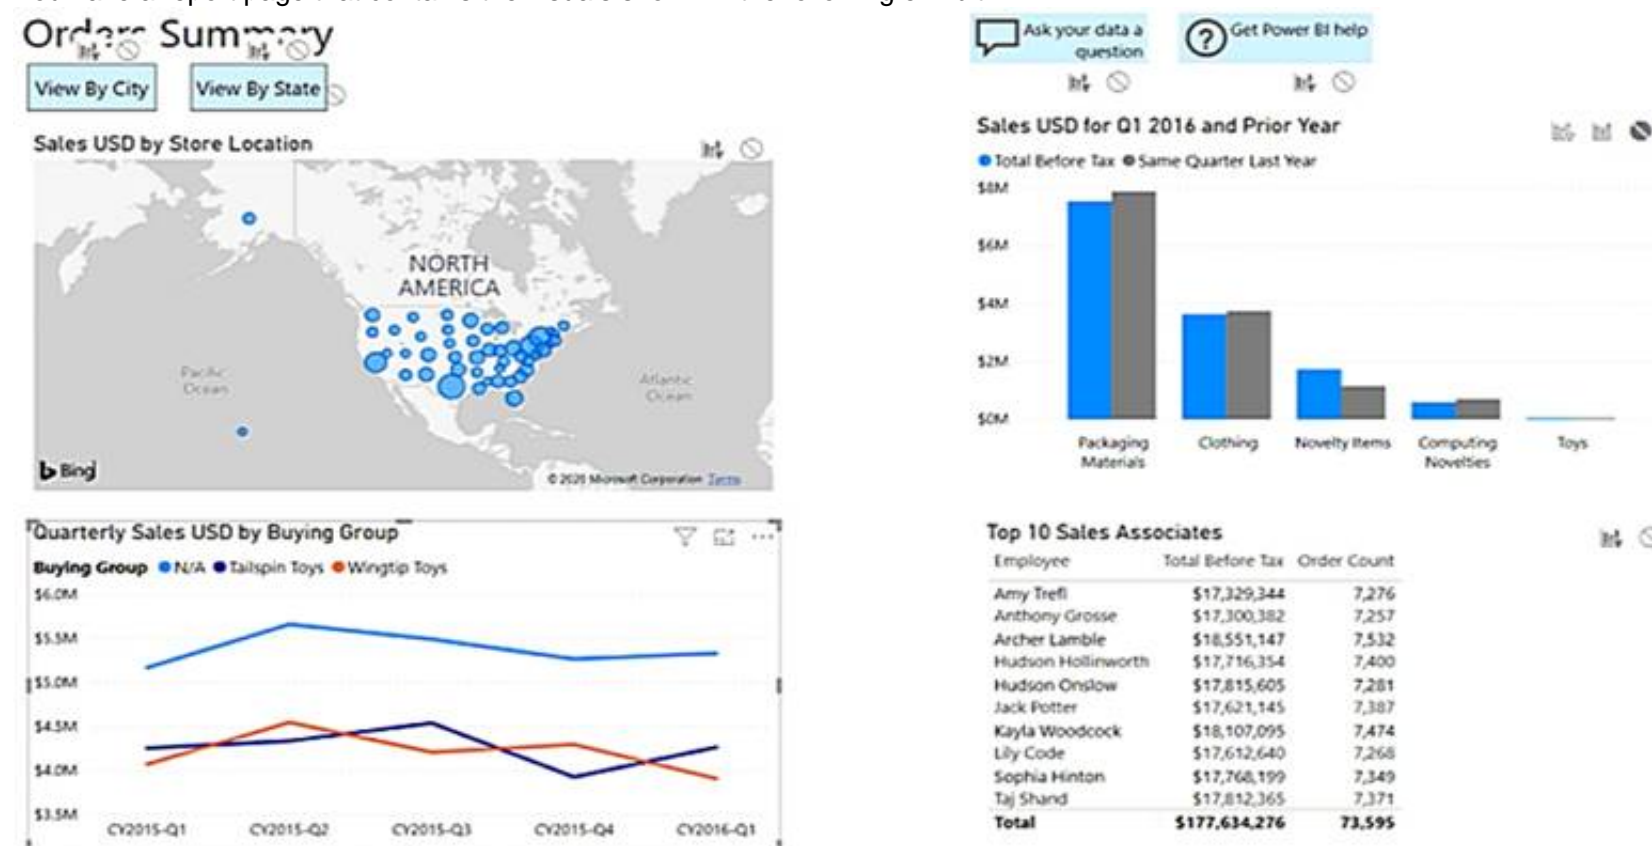 Orders Summary
View By City
View By State
Ask your data a
question
Get Power BI help
Sales USD by Store Location
NORTH
AMERICA
Pacific
Ocean
Atlantic
Ocean
Bing
© 2020 Microsoft Corporation Terms
Sales USD for Q1 2016 and Prior Year
Total Before Tax Same Quarter Last Year
$8M
$6M
$4M
$2M
$0M
Packaging
Materials
Clothing
Novelty Items
Computing
Novelties
Toys
Quarterly Sales USD by Buying Group
Buying Group N/A Tailspin Toys Wingtip Toys
$6.0M
$5.5M
$5.0M
$4.5M
$4.0M
$3.5M
CY2015-Q1 CY2015-Q2 CY2015-Q3 CY2015-Q4 CY2016-Q1
Top 10 Sales Associates
Employee Total Before Tax Order Count
Amy Trefl $17,329,344 7,276
Anthony Grosse $17,300,382 7,257
Archer Lamble $18,551,147 7,532
Hudson Hollinworth $17,716,354 7,400
Hudson Onslow $17,815,605 7,281
Jack Potter $17,621,145 7,387
Kayla Woodcock $18,107,095 7,474
Lily Code $17,612,640 7,268
Sophia Hinton $17,768,199 7,349
Taj Shand $17,812,365 7,371
Total $177,634,276 73,595